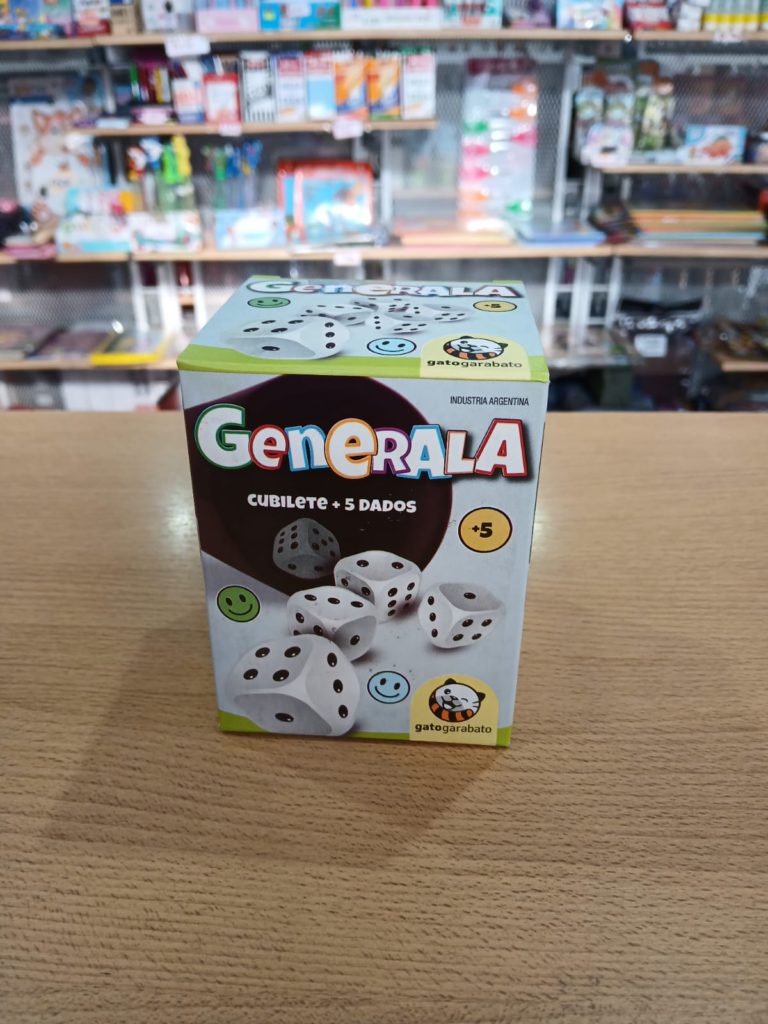 Generala
+5
gatogarabato
INDUSTRIA ARGENTINA
Generala
CUBILETE + 5 DADOS
+5
gatogarabato